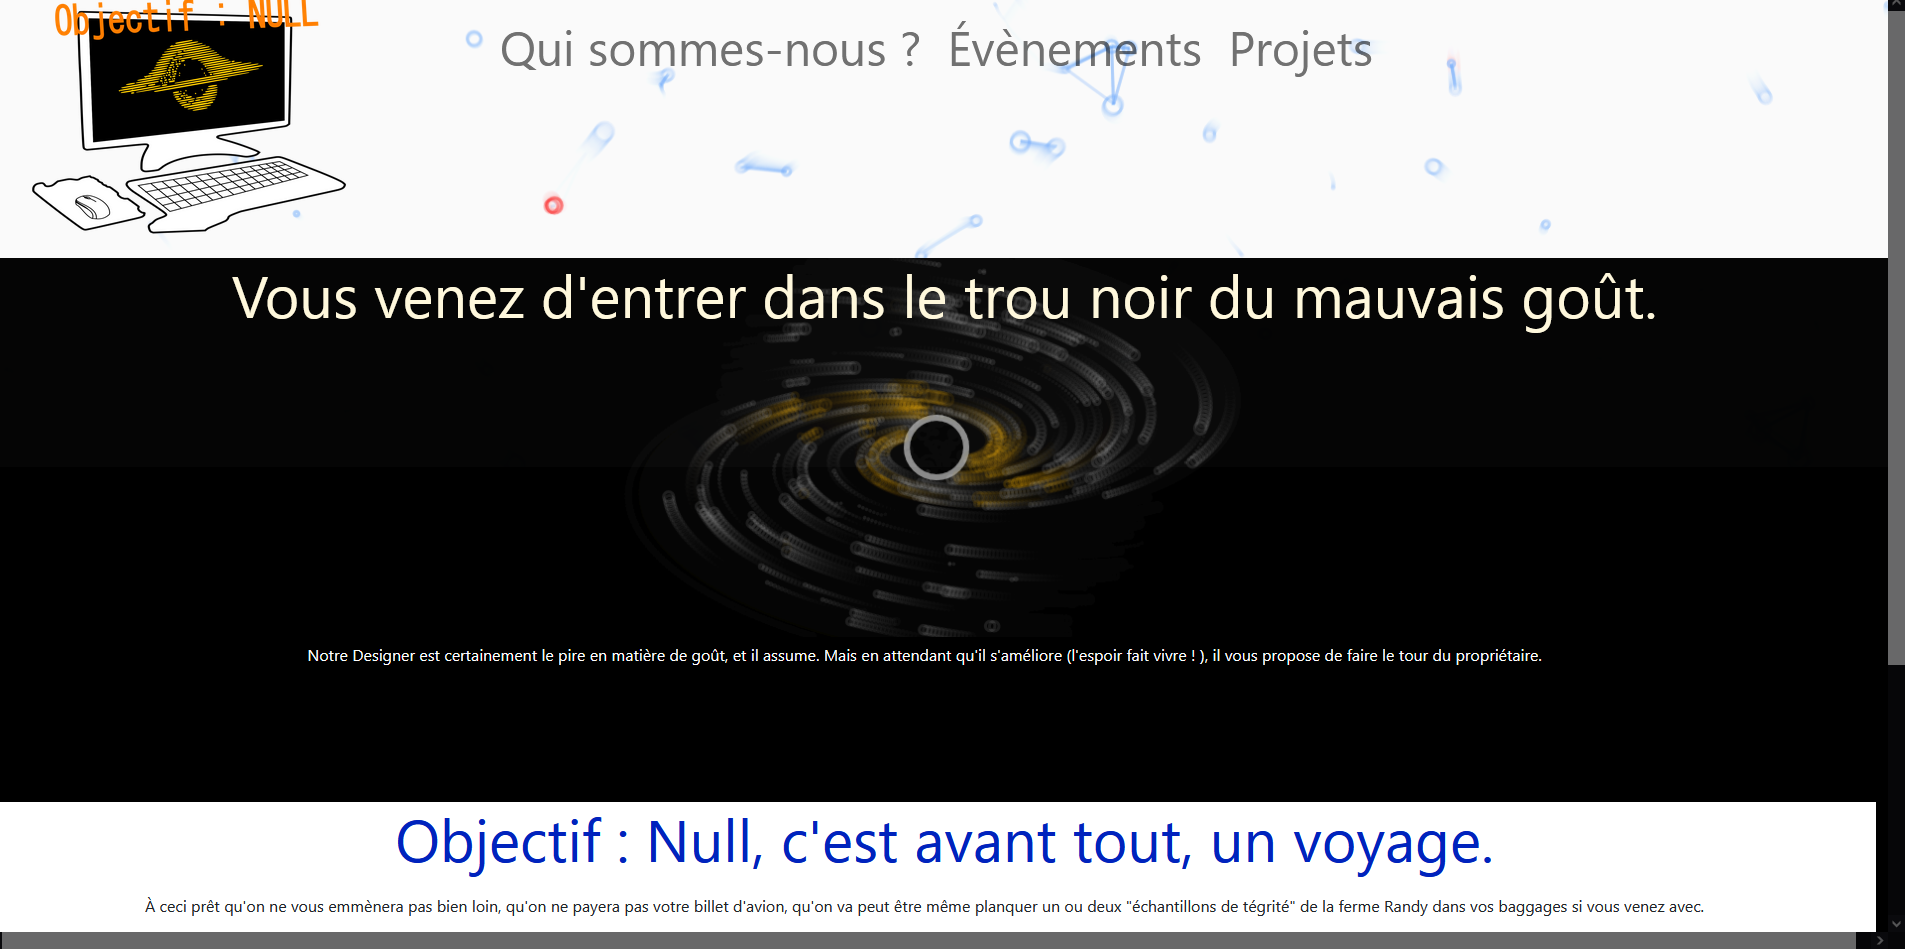 Objectif : NULL
Qui sommes-nous ? Évènements Projets
Vous venez d'entrer dans le trou noir du mauvais goût.
Notre Designer est certainement le pire en matière de goût, et il assume. Mais en attendant qu'il s'améliore (l'espoir fait vivre ! ), il vous propose de faire le tour du propriétaire.
Objectif : Null, c'est avant tout, un voyage.
À ceci prêt qu'on ne vous emmènera pas bien loin, qu'on ne payera pas votre billet d'avion, qu'on va peut être même planquer un ou deux "échantillons de tégrité" de la ferme Randy dans vos baggages si vous venez avec.